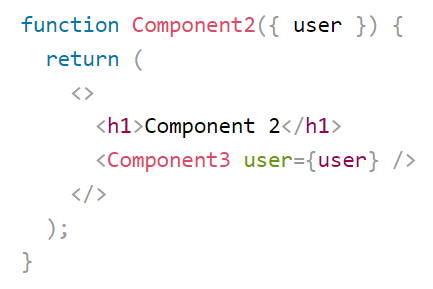 function Component2({ user }) {
  return (
    <>
      <h1>Component 2</h1>
      <Component3 user={user} />
    </>
  );
}